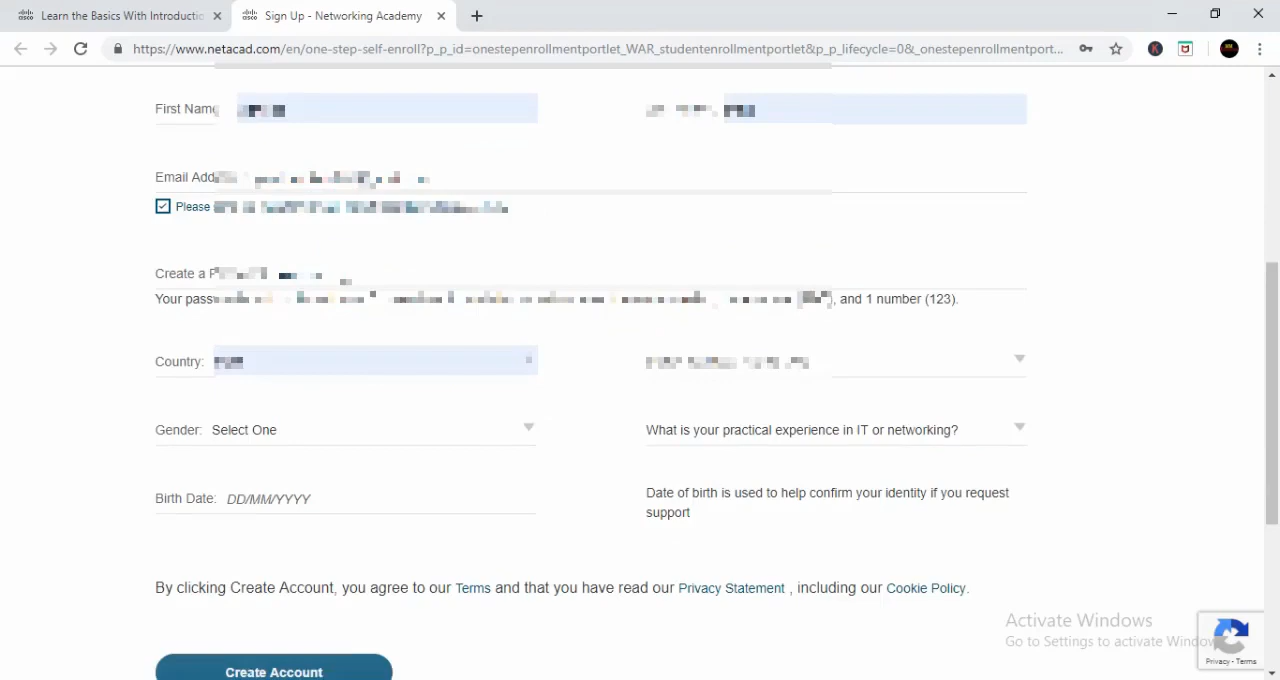 Learn the Basics With Introductio
Sign Up - Networking Academy
https://www.netacad.com/en/one-step-self-enroll?p_p_id=onestepenrollmentportlet_WAR_studentenrollmentportlet&p_p_lifecycle=0&_onestepenrollmentport...
First Name
Email Add
Please
Create a P
Your pass , and 1 number (123).
Country:
Gender: Select One
What is your practical experience in IT or networking?
Birth Date: DD/MM/YYYY
Date of birth is used to help confirm your identity if you request
support
By clicking Create Account, you agree to our Terms and that you have read our Privacy Statement , including our Cookie Policy.
Activate Windows
Go to Settings to activate Window
Privacy - Terms
Create Account